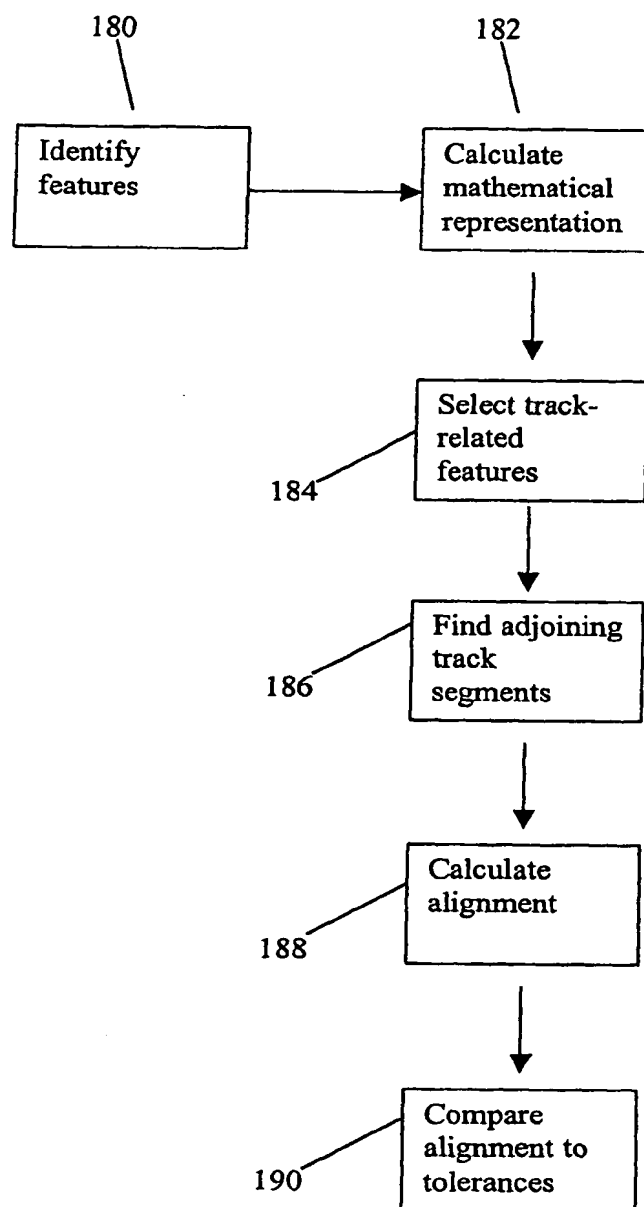 180
182
Identify
features
Calculate
mathematical
representation
Select track-
related
features
184
Find adjoining
track
segments
186
Calculate
alignment
188
Compare
alignment to
tolerances
190